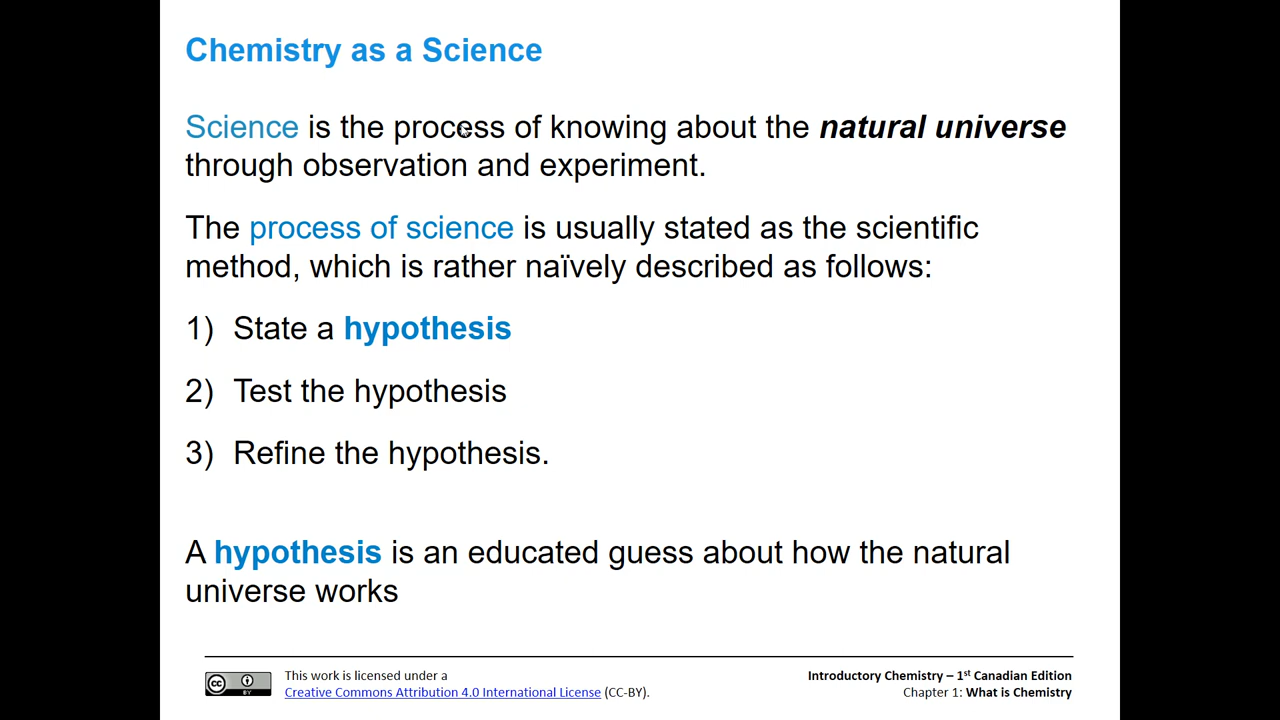 Chemistry as a Science
Science is the process of knowing about the natural universe
through observation and experiment.
The process of science is usually stated as the scientific
method, which is rather naïvely described as follows:
1) State a hypothesis
2) Test the hypothesis
3) Refine the hypothesis.
A hypothesis is an educated guess about how the natural
universe works
cc BY
This work is licensed under a
Creative Commons Attribution 4.0 International License (CC-BY).
Introductory Chemistry – 1st Canadian Edition
Chapter 1: What is Chemistry